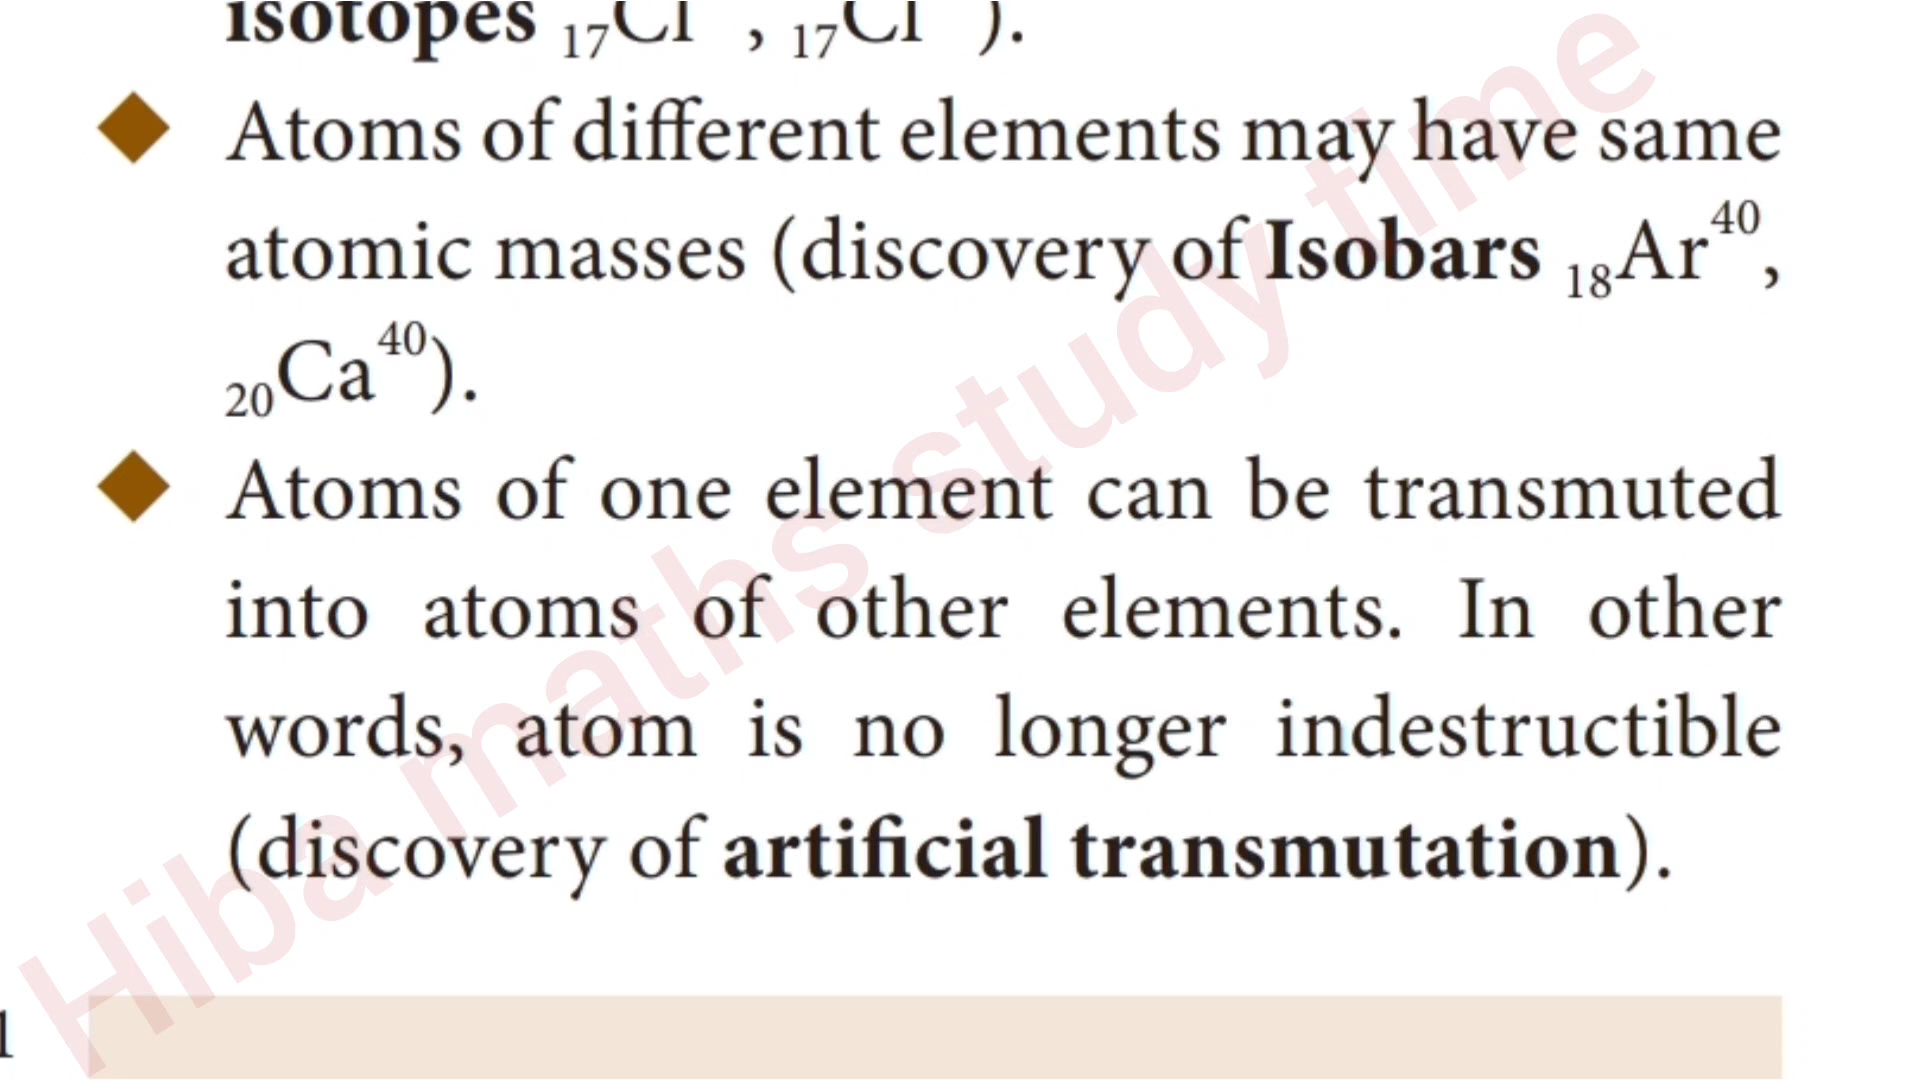 isotopes ₁₇Cl , ₁₇Cl ).
Atoms of different elements may have same
atomic masses (discovery of Isobars ₁₈Ar⁴⁰,
₂₀Ca⁴⁰).
Atoms of one element can be transmuted
into atoms of other elements. In other
words, atom is no longer indestructible
(discovery of artificial transmutation).
1
Hiba maths study time